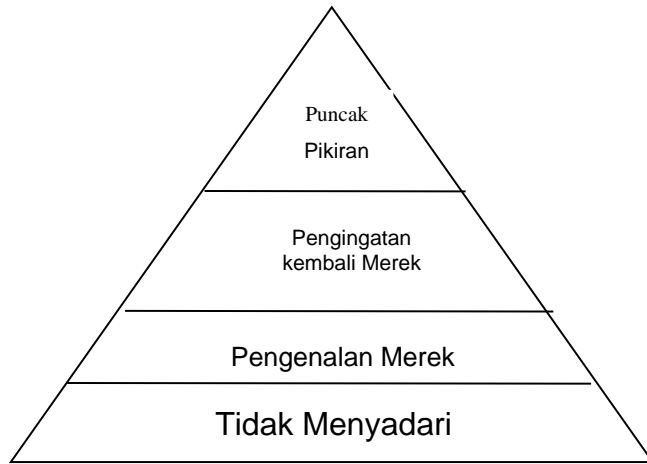 Puncak
Pikiran
Pengingatan
kembali Merek
Pengenalan Merek
Tidak Menyadari